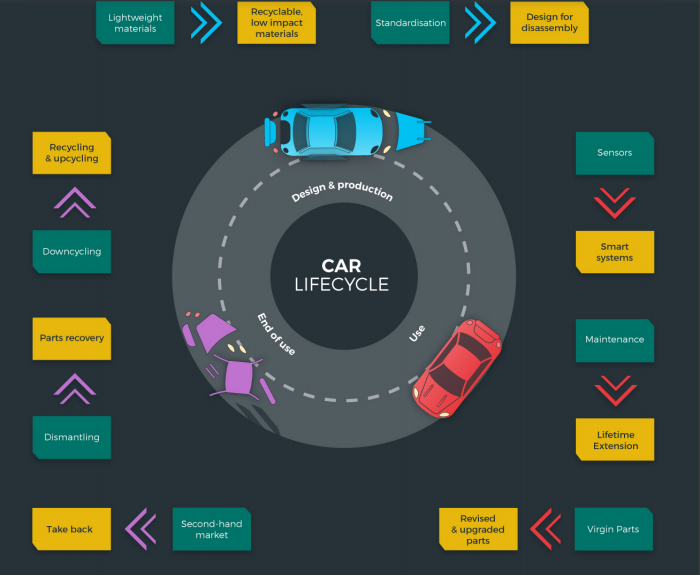 Lightweight
materials
Recyclable,
low impact
materials
Standardisation
Design for
disassembly
Recycling
& upcycling
Sensors
Design & production
Downcycling
Smart
systems
CAR
LIFECYCLE
Parts recovery
End of use
Use
Maintenance
Dismantling
Lifetime
Extension
Take back
Second-hand
market
Revised
& upgraded
parts
Virgin Parts